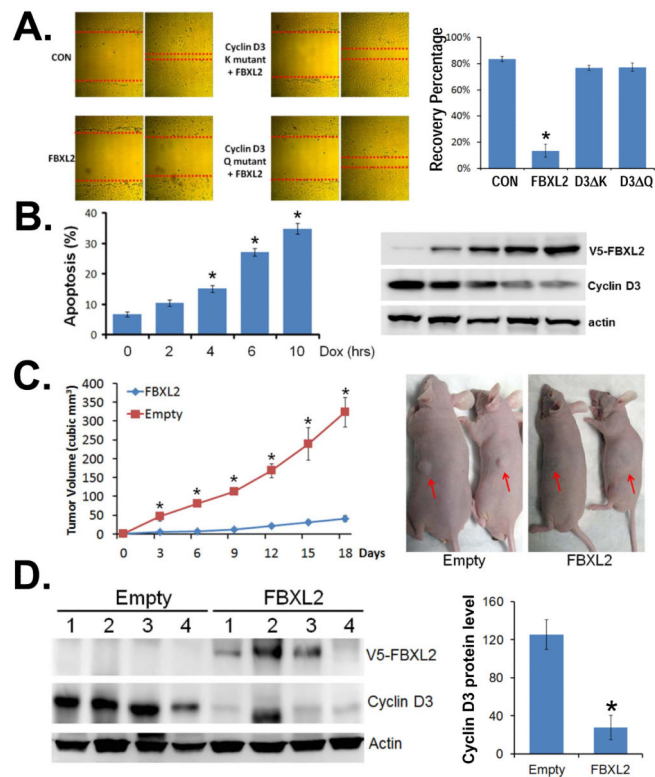 A.
CON
Cyclin D3
K mutant
+ FBXL2
FBXL2
Cyclin D3
Q mutant
+ FBXL2
Recovery Percentage
100%
80%
60%
40%
20%
0%
*
CON FBXL2 D3ΔK D3ΔQ
B.
Apoptosis (%)
40
30
20
10
0
* * *
0 2 4 6 10 Dox (hrs)
V5-FBXL2
Cyclin D3
actin
C.
Tumor Volume (cubic mm³)
400
350
300
250
200
150
100
50
0
FBXL2
Empty
* * * * * *
0 3 6 9 12 15 18 Days
Empty FBXL2
D.
Empty FBXL2
1 2 3 4 1 2 3 4
V5-FBXL2
Cyclin D3
Actin
Cyclin D3 protein level
160
120
80
40
0
*
Empty FBXL2